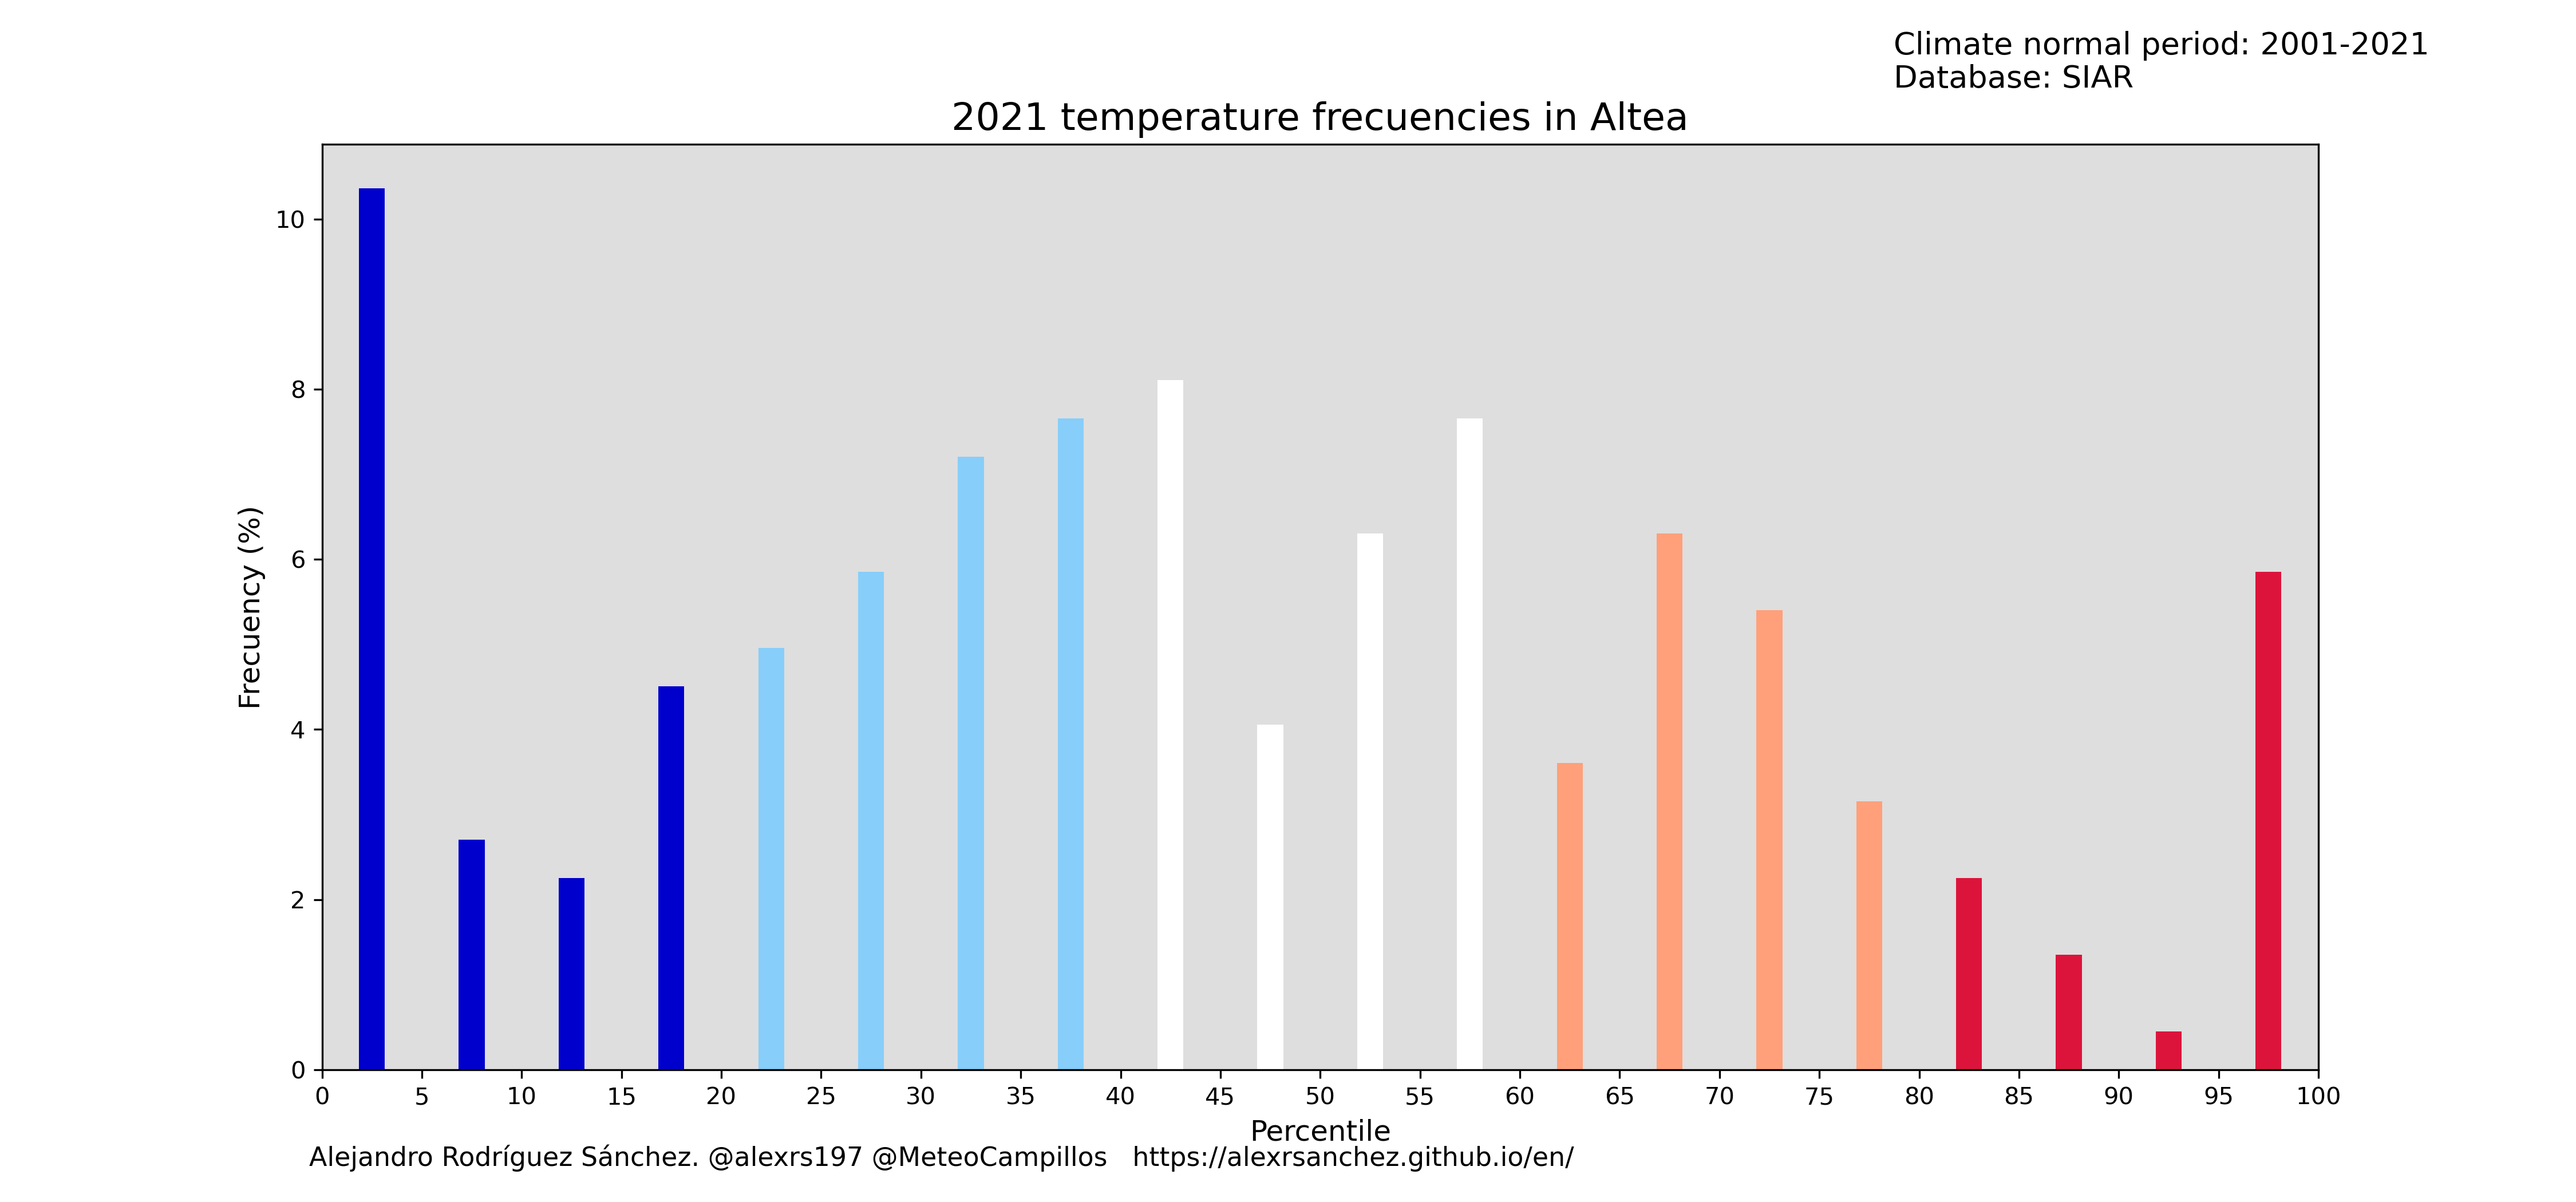 Climate normal period: 2001-2021
Database: SIAR
2021 temperature frecuencies in Altea
Frecuency (%)
10
8
6
4
2
0
0 5 10 15 20 25 30 35 40 45 50 55 60 65 70 75 80 85 90 95 100
Percentile
Alejandro Rodríguez Sánchez. @alexrs197 @MeteoCampillos https://alexrsanchez.github.io/en/